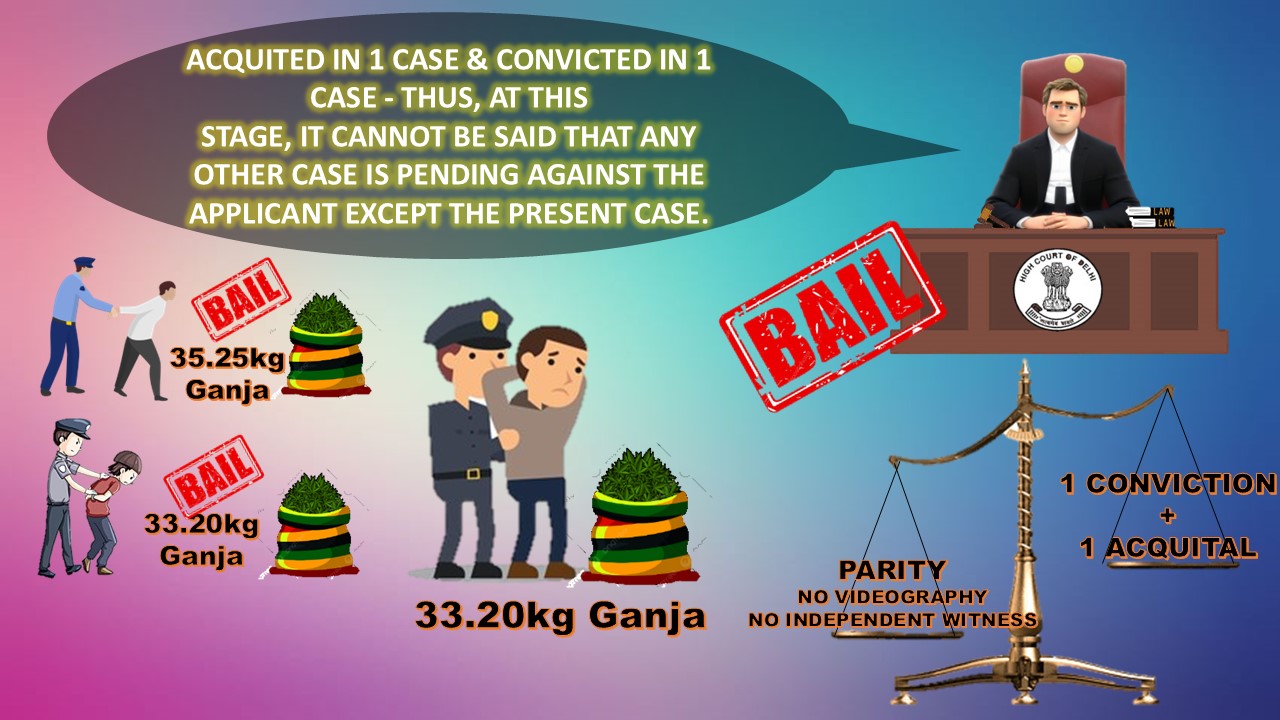 ACQUITED IN 1 CASE & CONVICTED IN 1
CASE - THUS, AT THIS
STAGE, IT CANNOT BE SAID THAT ANY
OTHER CASE IS PENDING AGAINST THE
APPLICANT EXCEPT THE PRESENT CASE.
LAW
LAW
HIGH COURT OF DELHI
सत्यमेव जयते
BAIL
BAIL
35.25kg
Ganja
BAIL
33.20kg
Ganja
33.20kg Ganja
1 CONVICTION
+
1 ACQUITAL
PARITY
NO VIDEOGRAPHY
NO INDEPENDENT WITNESS